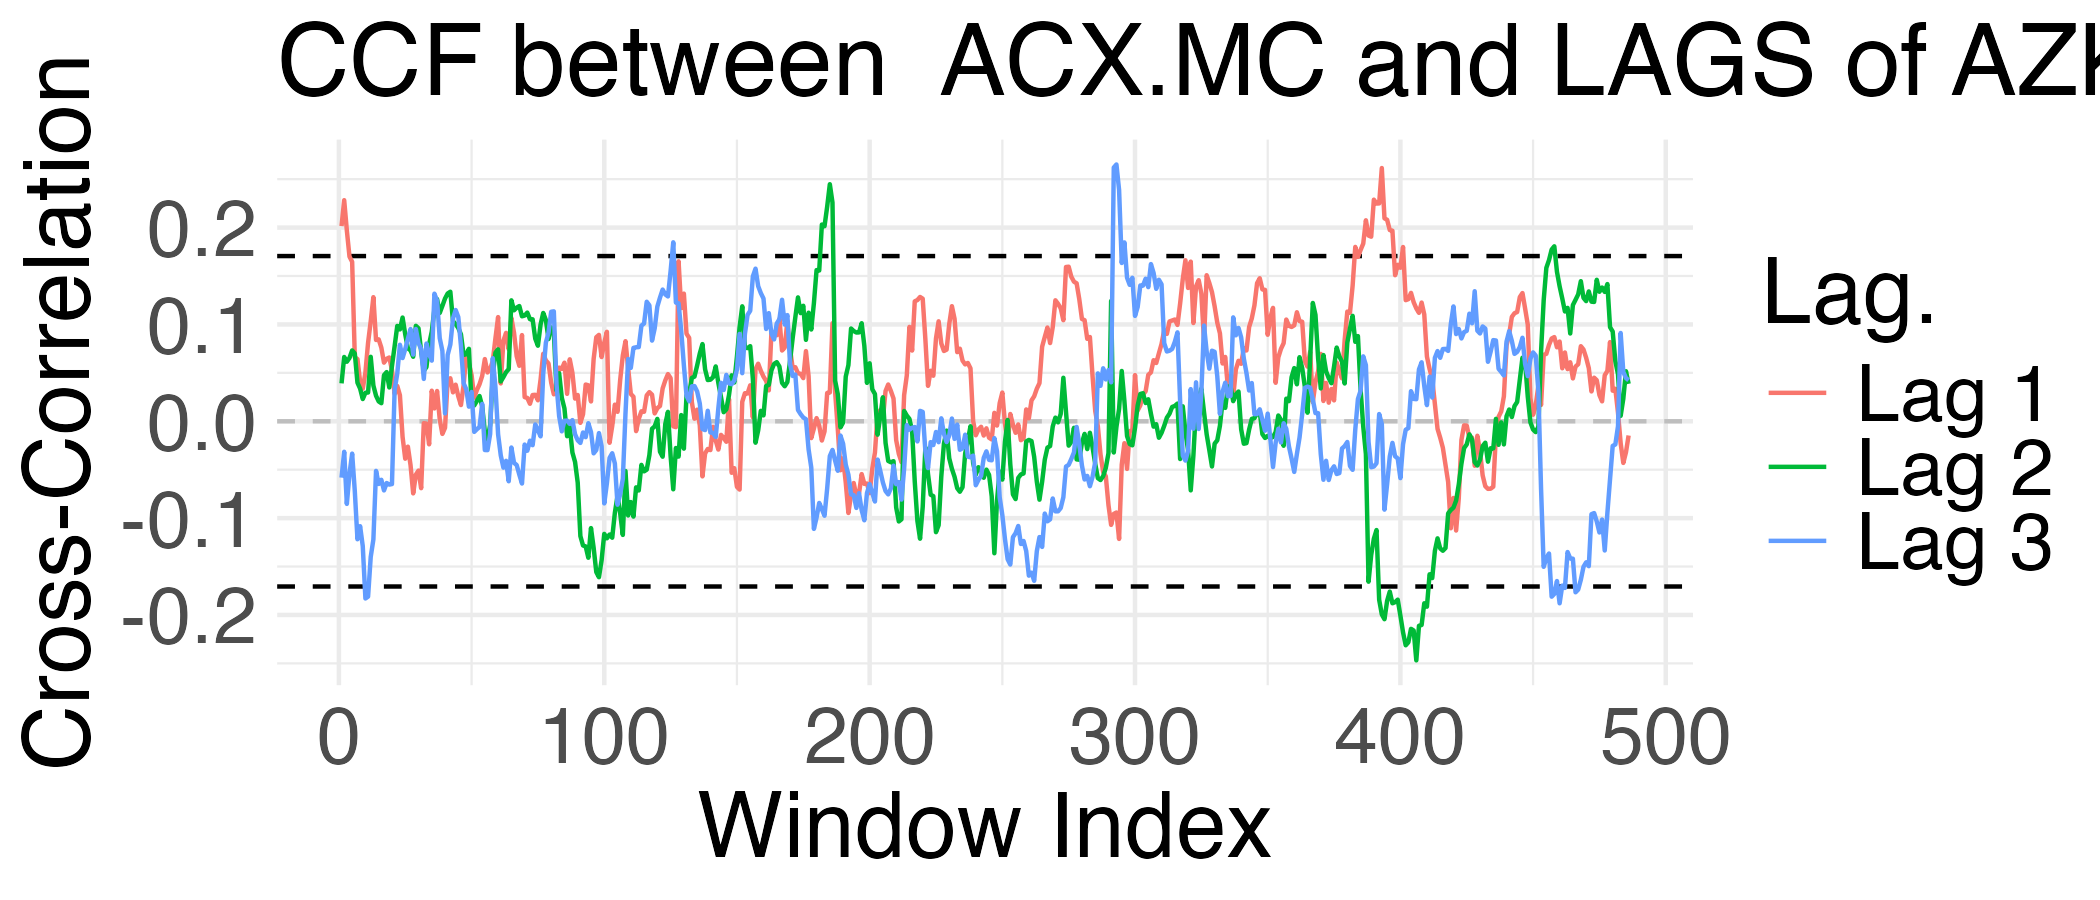 CCF between  ACX.MC and LAGS of AZK
Cross-Correlation
0.2
0.1
0.0
-0.1
-0.2
0 100 200 300 400 500
Window Index
Lag.
Lag 1
Lag 2
Lag 3